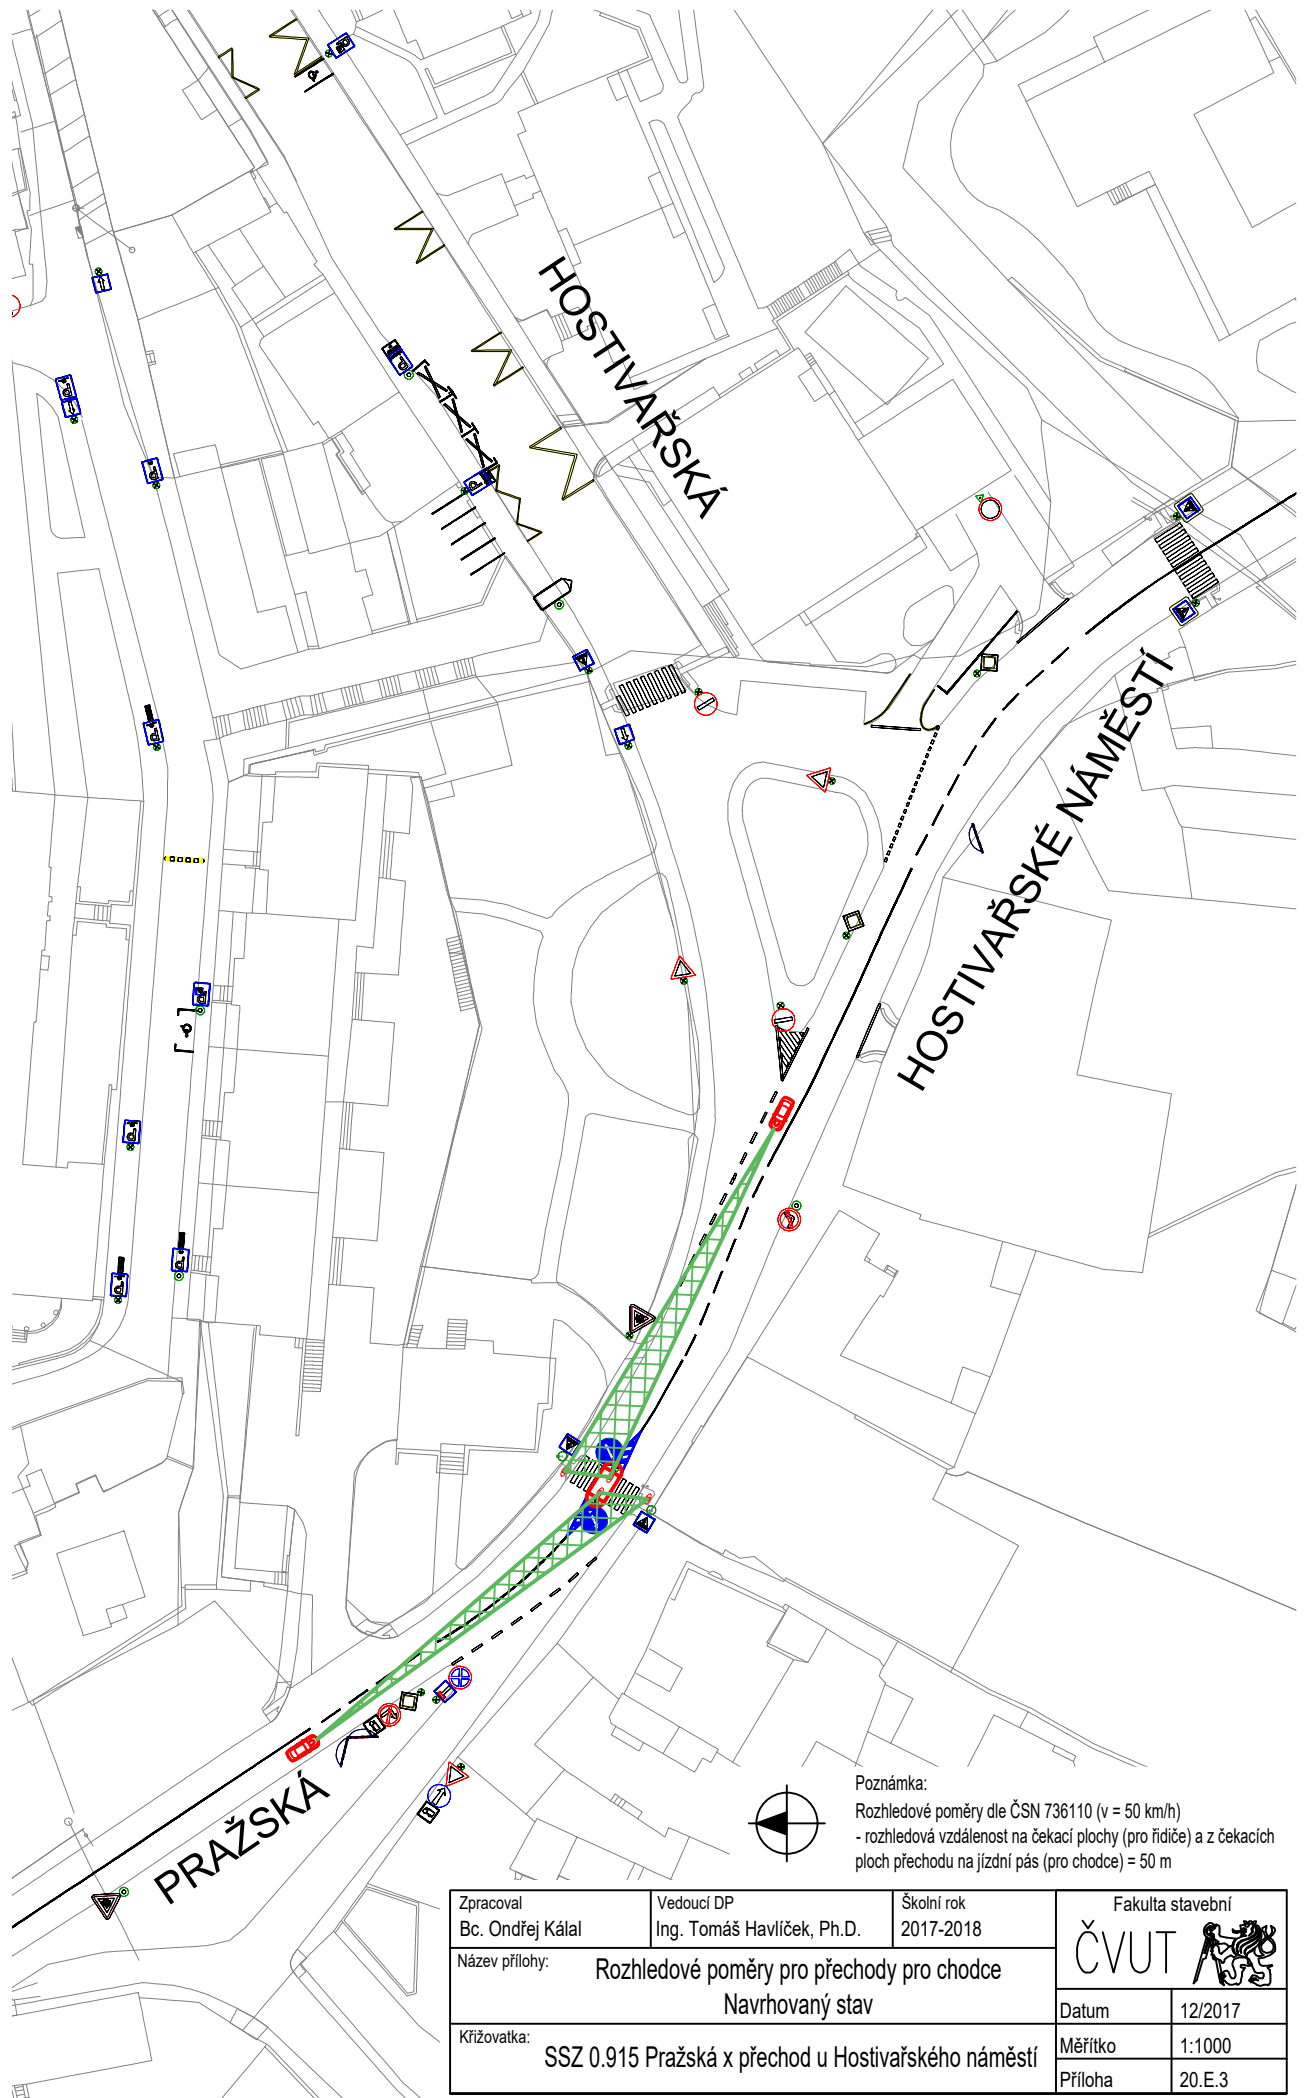 HOSTIVAŘSKÁ
HOSTIVAŘSKÉ NÁMĚSTÍ
PRAŽSKÁ
Poznámka:
Rozhledové poměry dle ČSN 736110 (v = 50 km/h)
- rozhledová vzdálenost na čekací plochy (pro řidiče) a z čekacích
ploch přechodu na jízdní pás (pro chodce) = 50 m
Zpracoval
Bc. Ondřej Kálal
Vedoucí DP
Ing. Tomáš Havlíček, Ph.D.
Školní rok
2017-2018
Fakulta stavební
ČVUT
Název přílohy:
Rozhledové poměry pro přechody pro chodce
Navrhovaný stav
Datum
12/2017
Křižovatka:
SSZ 0.915 Pražská x přechod u Hostivařského náměstí
Měřítko
1:1000
Příloha
20.E.3